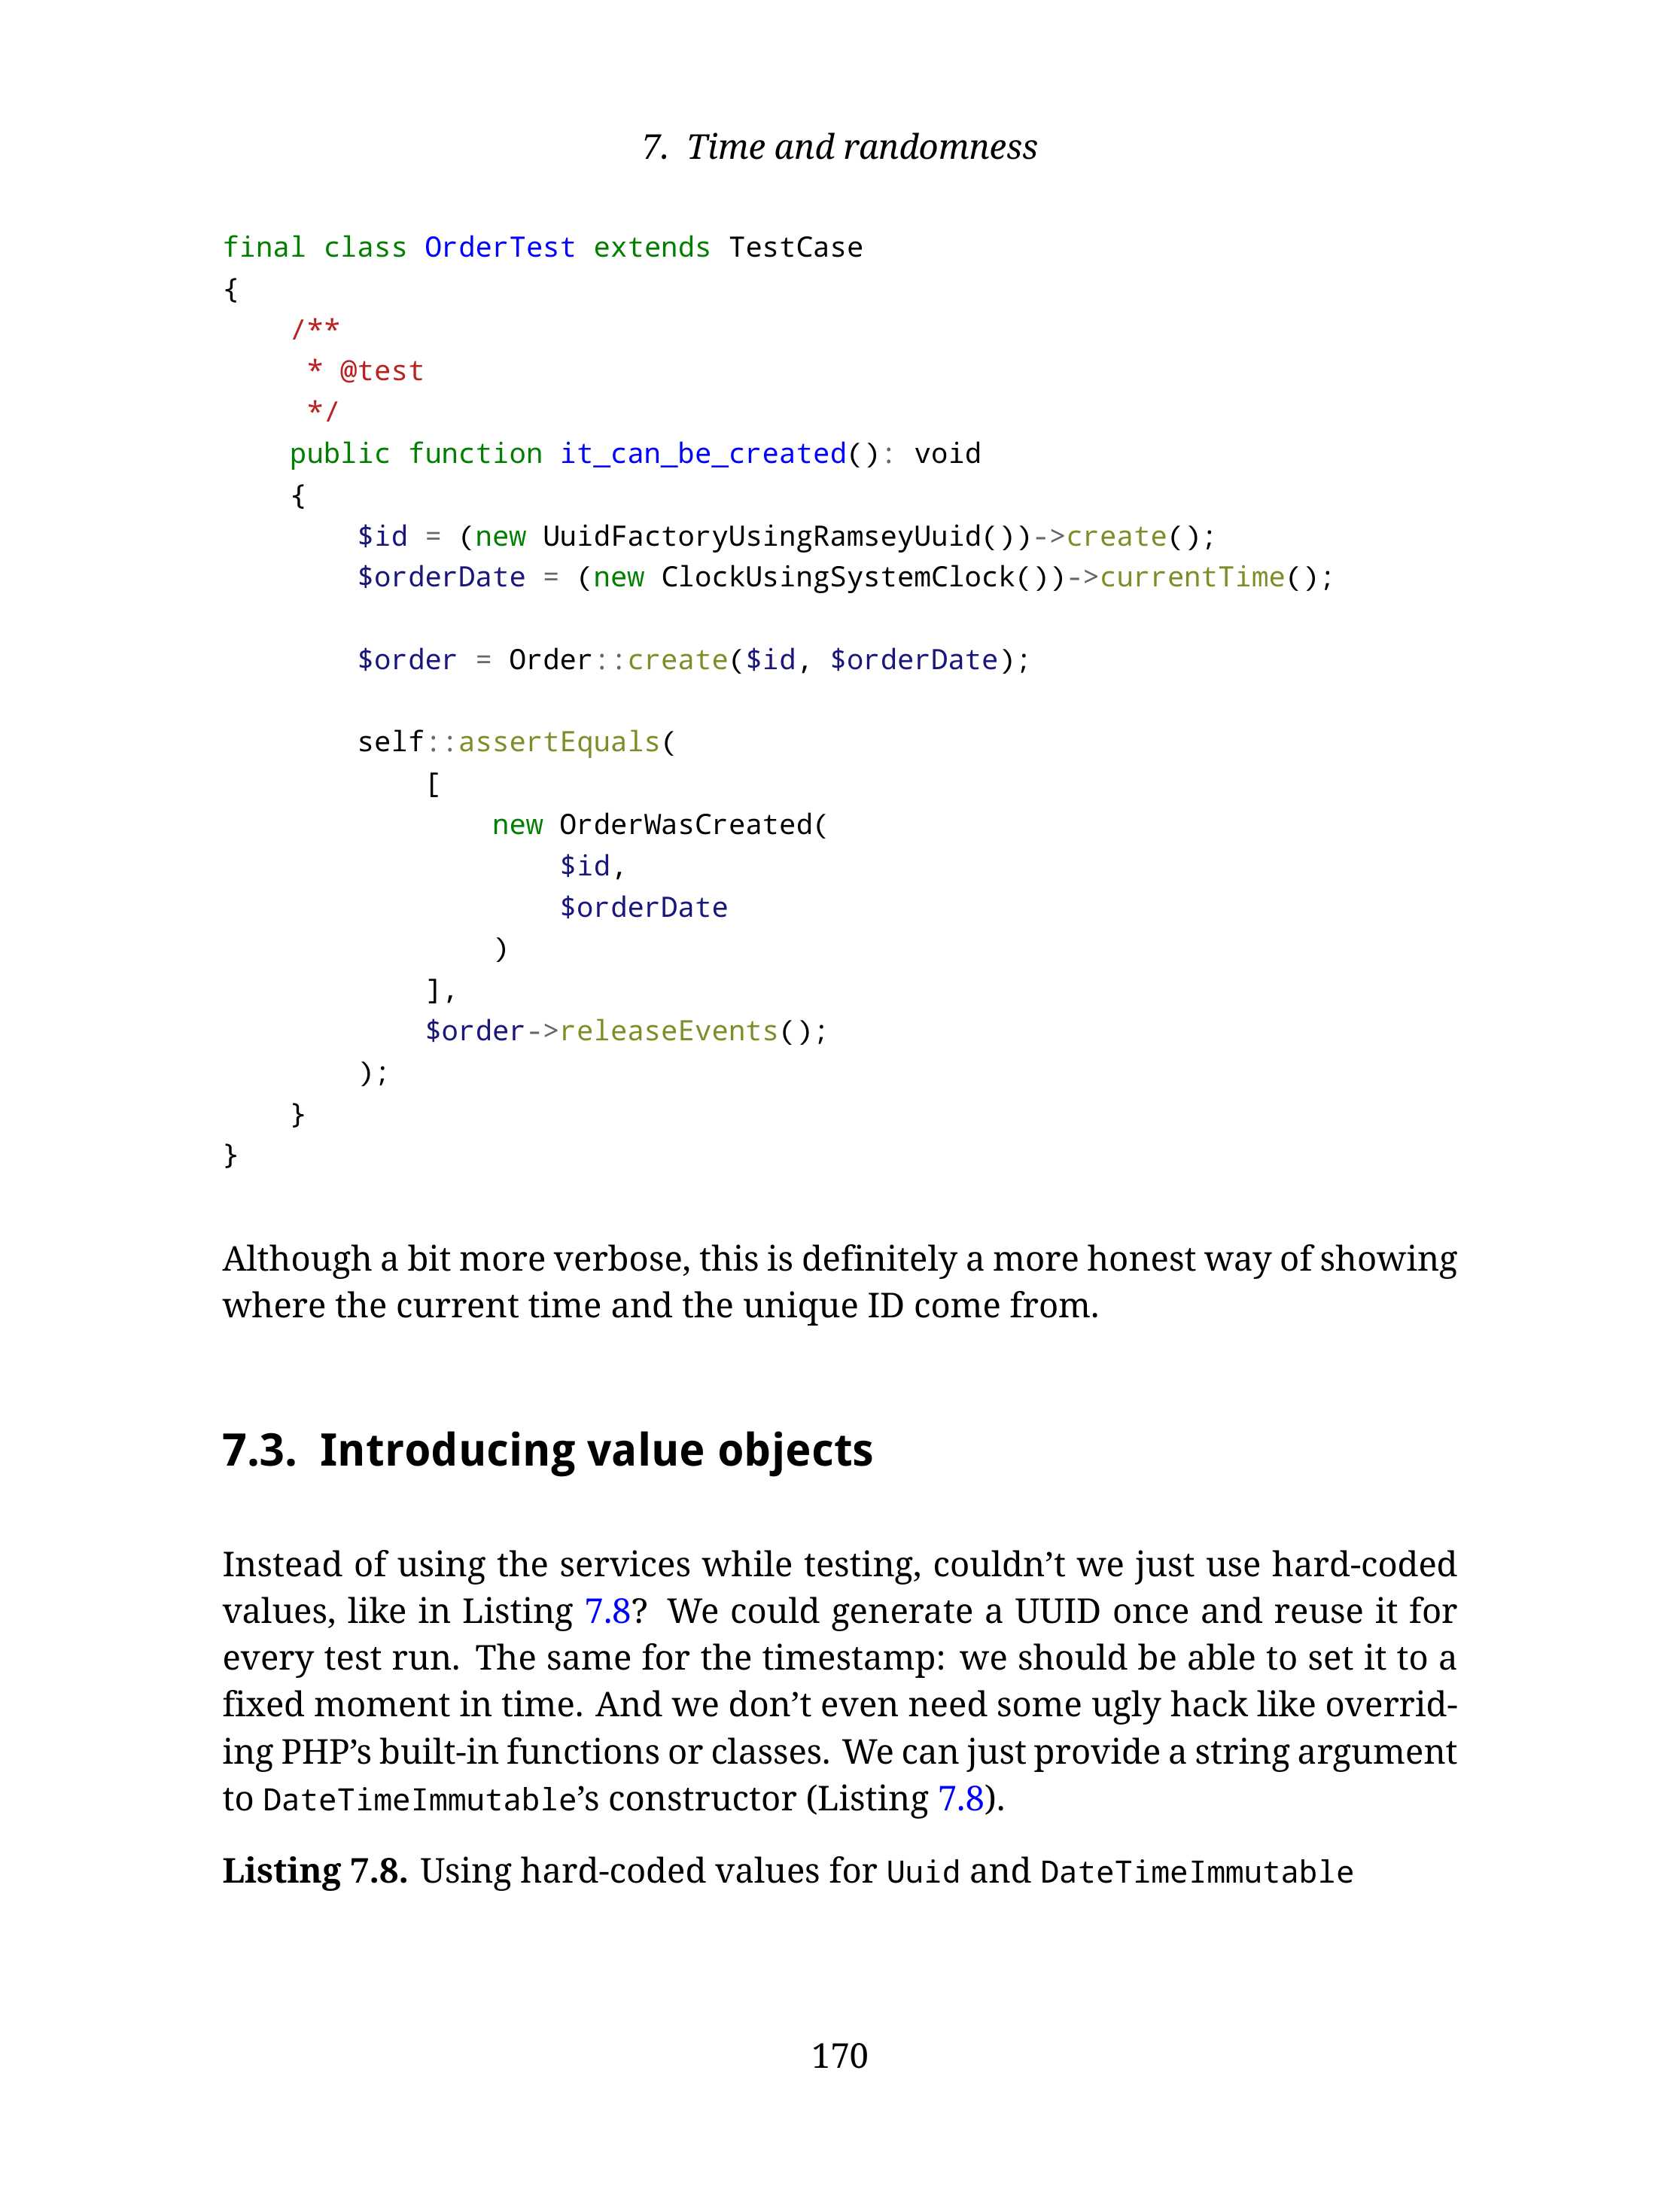 7. Time and randomness
final class OrderTest extends TestCase
{
    /**
     * @test
     */
    public function it_can_be_created(): void
    {
        $id = (new UuidFactoryUsingRamseyUuid())->create();
        $orderDate = (new ClockUsingSystemClock())->currentTime();

        $order = Order::create($id, $orderDate);

        self::assertEquals(
            [
                new OrderWasCreated(
                    $id,
                    $orderDate
                )
            ],
            $order->releaseEvents();
        );
    }
}
Although a bit more verbose, this is definitely a more honest way of showing
where the current time and the unique ID come from.
7.3. Introducing value objects
Instead of using the services while testing, couldn’t we just use hard-coded
values, like in Listing 7.8? We could generate a UUID once and reuse it for
every test run. The same for the timestamp: we should be able to set it to a
fixed moment in time. And we don’t even need some ugly hack like overrid-
ing PHP’s built-in functions or classes. We can just provide a string argument
to DateTimeImmutable’s constructor (Listing 7.8).
Listing 7.8. Using hard-coded values for Uuid and DateTimeImmutable
170